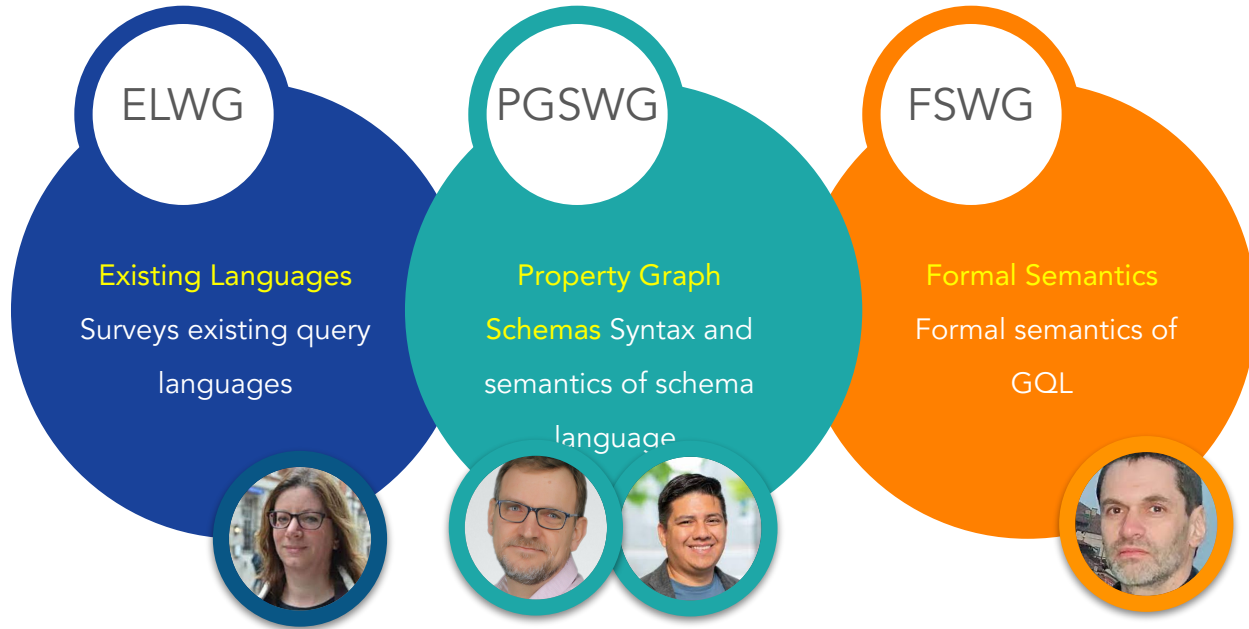 ELWG
Existing Languages
Surveys existing query
languages
PGSWG
Property Graph
Schemas Syntax and
semantics of schema
language
FSWG
Formal Semantics
Formal semantics of
GQL